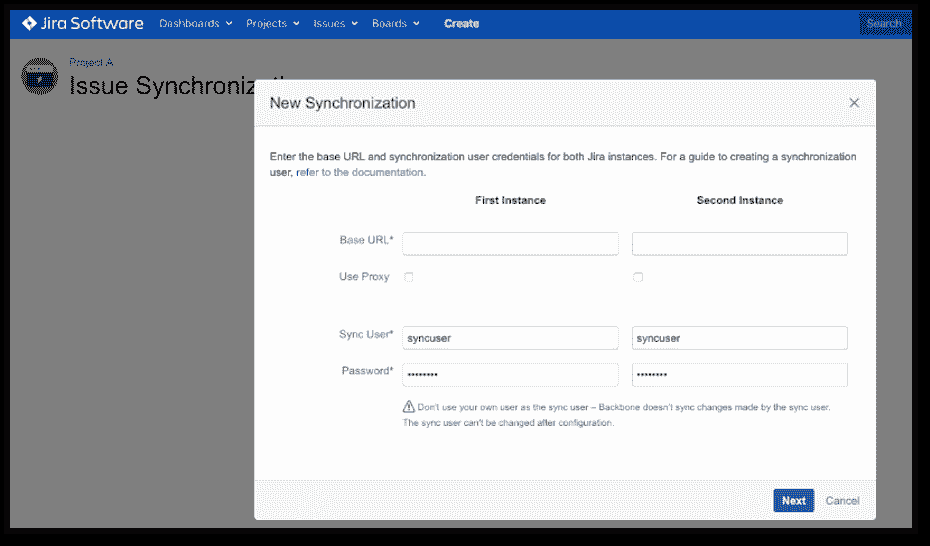 Jira Software Dashboards Projects Issues Boards Create Search
Project A
Issue Synchronizati
New Synchronization
Enter the base URL and synchronization user credentials for both Jira instances. For a guide to creating a synchronization
user, refer to the documentation.
First Instance Second Instance
Base URL*
Use Proxy
Sync User* syncuser syncuser
Password* •••••••• ••••••••
Don't use your own user as the sync user – Backbone doesn't sync changes made by the sync user.
The sync user can't be changed after configuration.
Next Cancel